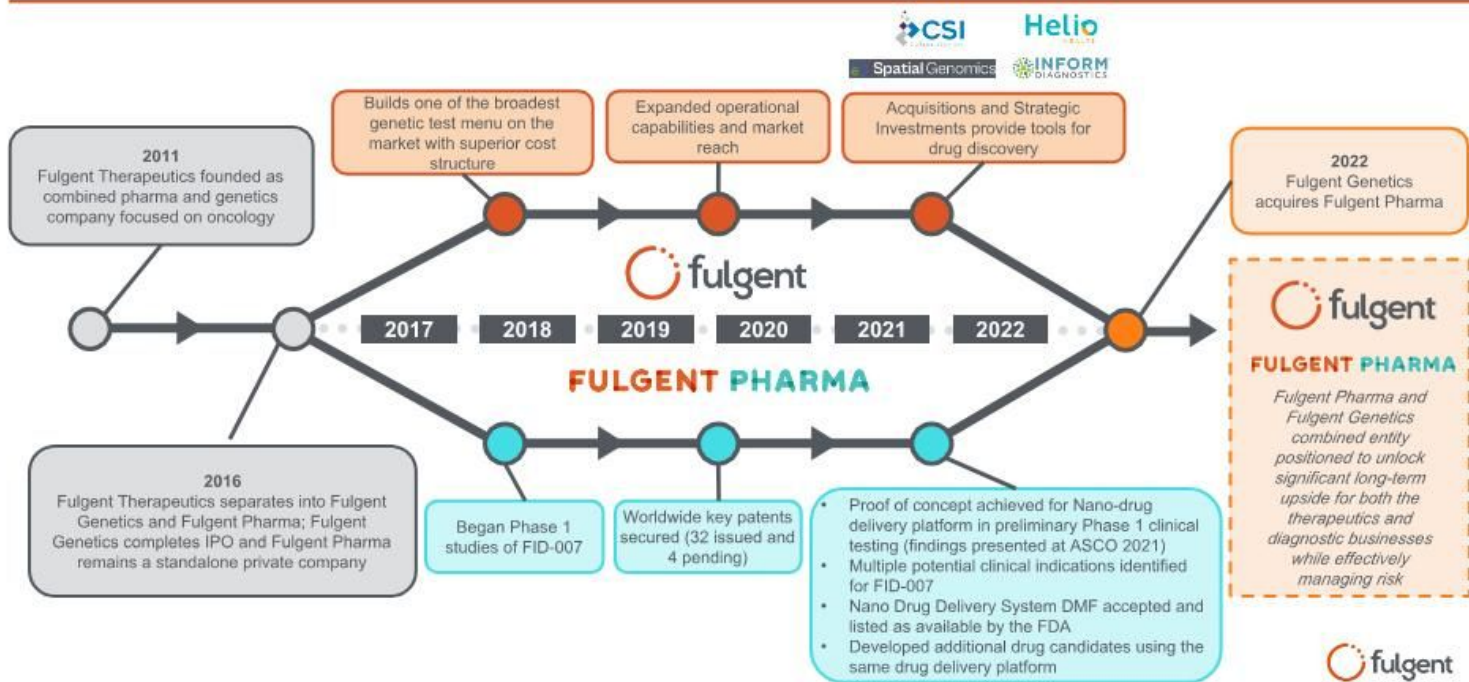 CSI
Helio
HEALTH
Spatial Genomics
INFORM
DIAGNOSTICS
Builds one of the broadest
genetic test menu on the
market with superior cost
structure
Expanded operational
capabilities and market
reach
Acquisitions and Strategic
Investments provide tools for
drug discovery
2011
Fulgent Therapeutics founded as
combined pharma and genetics
company focused on oncology
2022
Fulgent Genetics
acquires Fulgent Pharma
fulgent
2017
2018
2019
2020
2021
2022
FULGENT PHARMA
fulgent
FULGENT PHARMA
Fulgent Pharma and
Fulgent Genetics
combined entity
positioned to unlock
significant long-term
upside for both the
therapeutics and
diagnostic businesses
while effectively
managing risk
2016
Fulgent Therapeutics separates into Fulgent
Genetics and Fulgent Pharma; Fulgent
Genetics completes IPO and Fulgent Pharma
remains a standalone private company
Began Phase 1
studies of FID-007
Worldwide key patents
secured (32 issued and
4 pending)
• Proof of concept achieved for Nano-drug
delivery platform in preliminary Phase 1 clinical
testing (findings presented at ASCO 2021)
• Multiple potential clinical indications identified
for FID-007
• Nano Drug Delivery System DMF accepted and
listed as available by the FDA
• Developed additional drug candidates using the
same drug delivery platform
fulgent